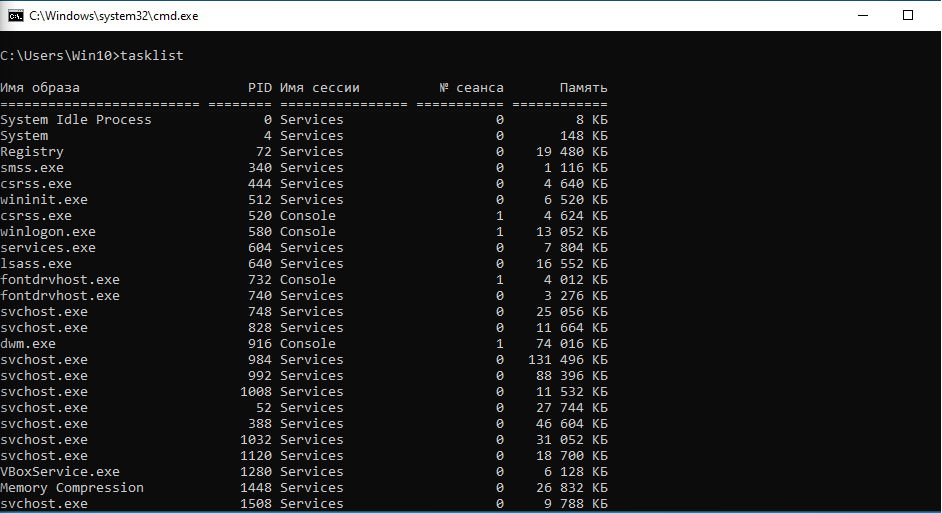 C:\Windows\system32\cmd.exe
C:\Users\Win10>tasklist
Имя образа                     PID Имя сессии          № сеанса       Память
========================= ======== ================ =========== ============
System Idle Process              0 Services                   0         8 КБ
System                           4 Services                   0       148 КБ
Registry                        72 Services                   0    19 480 КБ
smss.exe                       340 Services                   0     1 116 КБ
csrss.exe                      444 Services                   0     4 640 КБ
wininit.exe                    512 Services                   0     6 520 КБ
csrss.exe                      520 Console                    1     4 624 КБ
winlogon.exe                   580 Console                    1    13 052 КБ
services.exe                   604 Services                   0     7 804 КБ
lsass.exe                      640 Services                   0    16 552 КБ
fontdrvhost.exe                732 Console                    1     4 012 КБ
fontdrvhost.exe                740 Services                   0     3 276 КБ
svchost.exe                    748 Services                   0    25 056 КБ
svchost.exe                    828 Services                   0    11 664 КБ
dwm.exe                        916 Console                    1    74 016 КБ
svchost.exe                    984 Services                   0   131 496 КБ
svchost.exe                    992 Services                   0    88 396 КБ
svchost.exe                   1008 Services                   0    11 532 КБ
svchost.exe                     52 Services                   0    27 744 КБ
svchost.exe                    388 Services                   0    46 604 КБ
svchost.exe                   1032 Services                   0    31 052 КБ
svchost.exe                   1120 Services                   0    18 700 КБ
VBoxService.exe               1280 Services                   0     6 128 КБ
Memory Compression            1448 Services                   0    26 832 КБ
svchost.exe                   1508 Services                   0     9 788 КБ